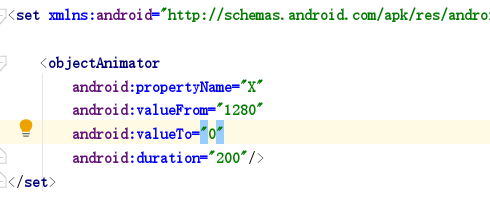 <set xmlns:android="http://schemas.android.com/apk/res/andro
<objectAnimator
android:propertyName="X"
android:valueFrom="1280"
android:valueTo="0"
android:duration="200"/>
</set>